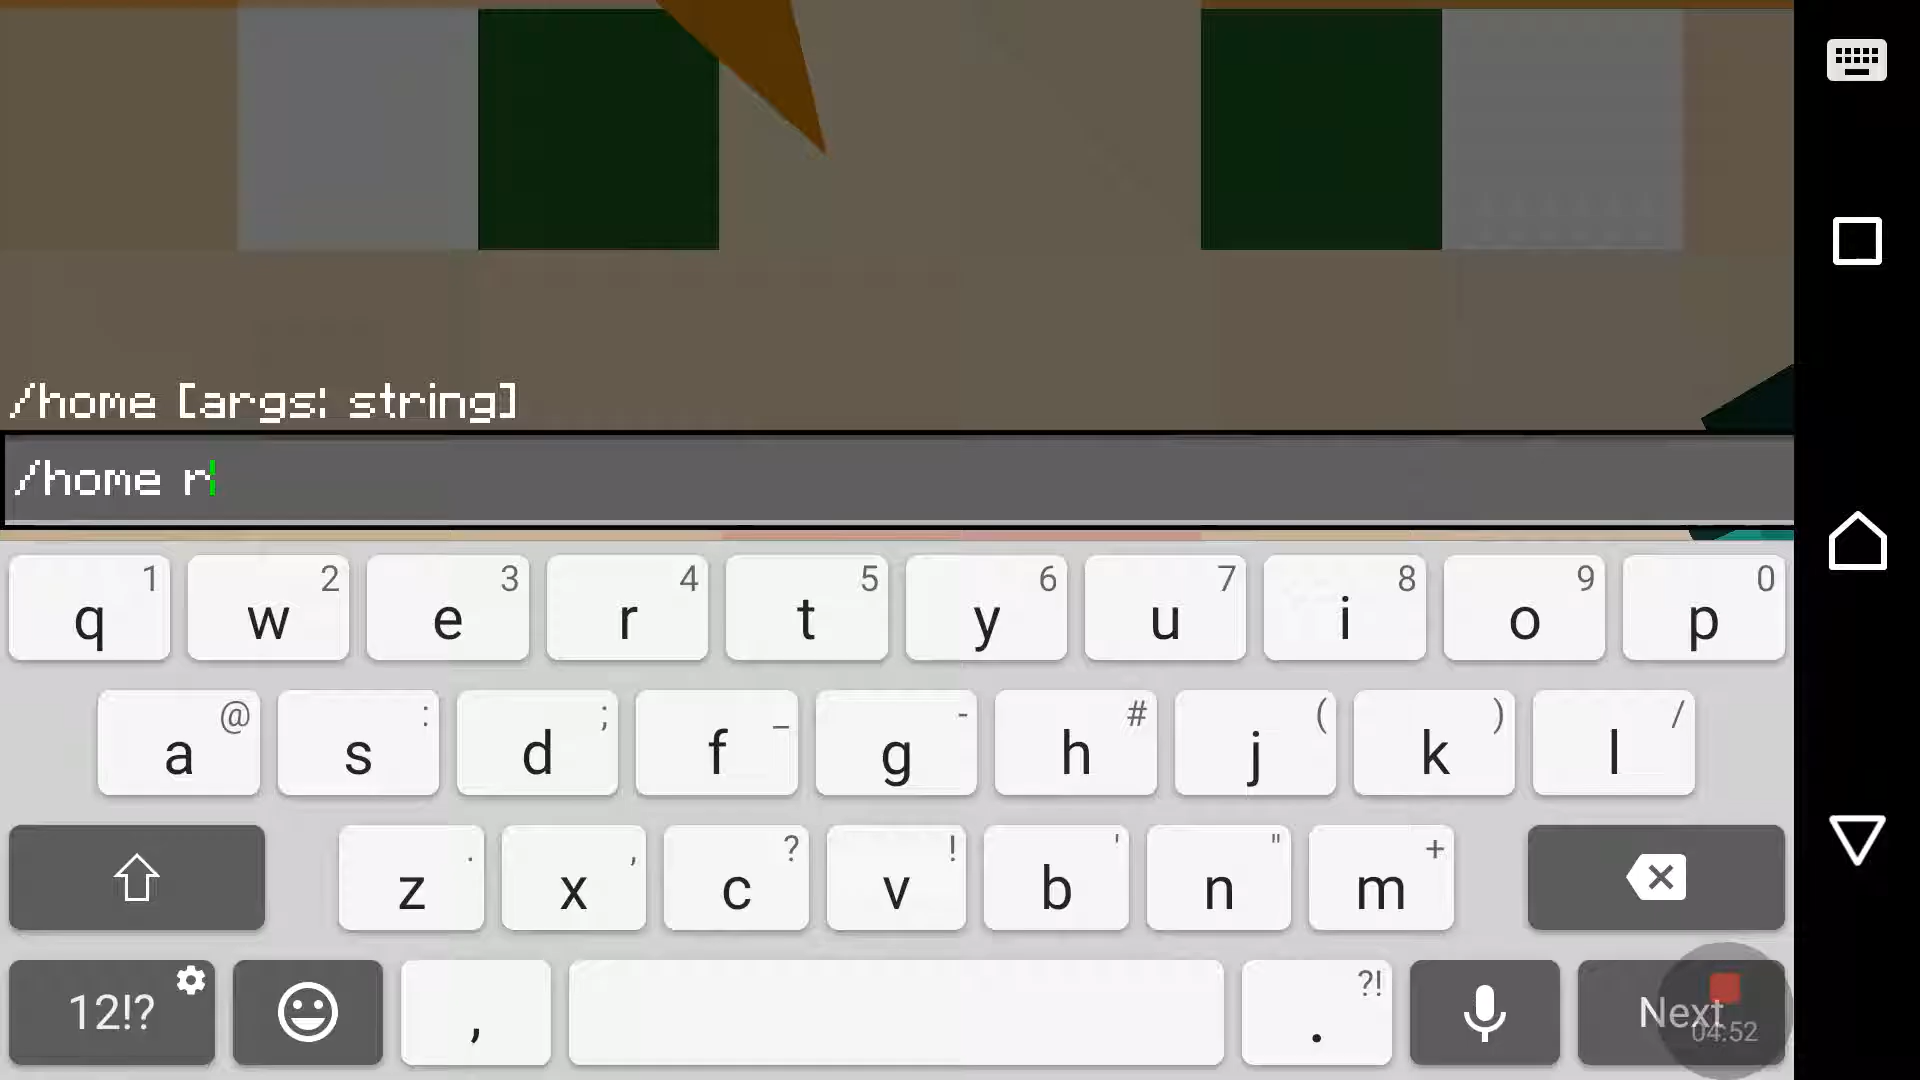 /home [args: string]
/home r
1 2 3 4 5 6 7 8 9 0
q w e r t y u i o p
@ : ; _ - # ( ) /
a s d f g h j k l
. , ? ! ' " +
z x c v b n m
12!? , . ?! Next
04:52